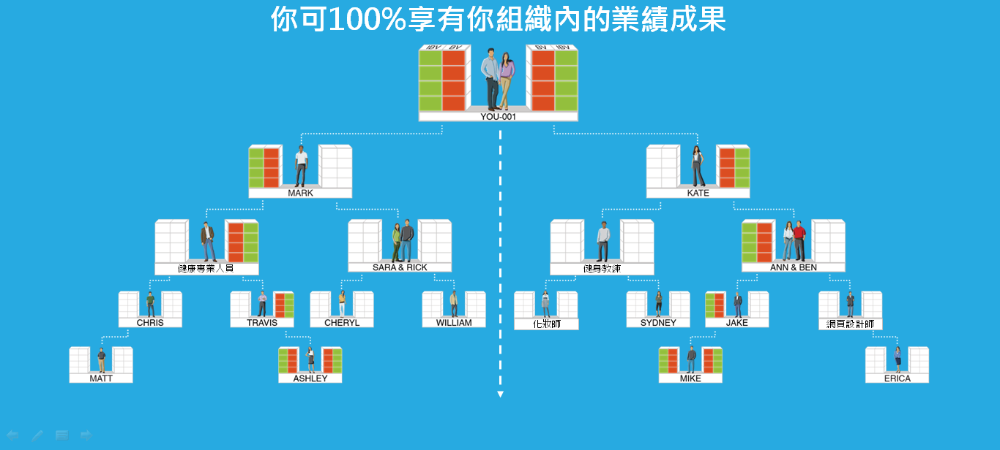 你可100%享有你組織內的業績成果
IBV BV BV IBV
YOU-001
MARK KATE
健康專業人員 SARA & RICK 健身教練 ANN & BEN
CHRIS TRAVIS CHERYL WILLIAM 化妝師 SYDNEY JAKE 網頁設計師
MATT ASHLEY MIKE ERICA